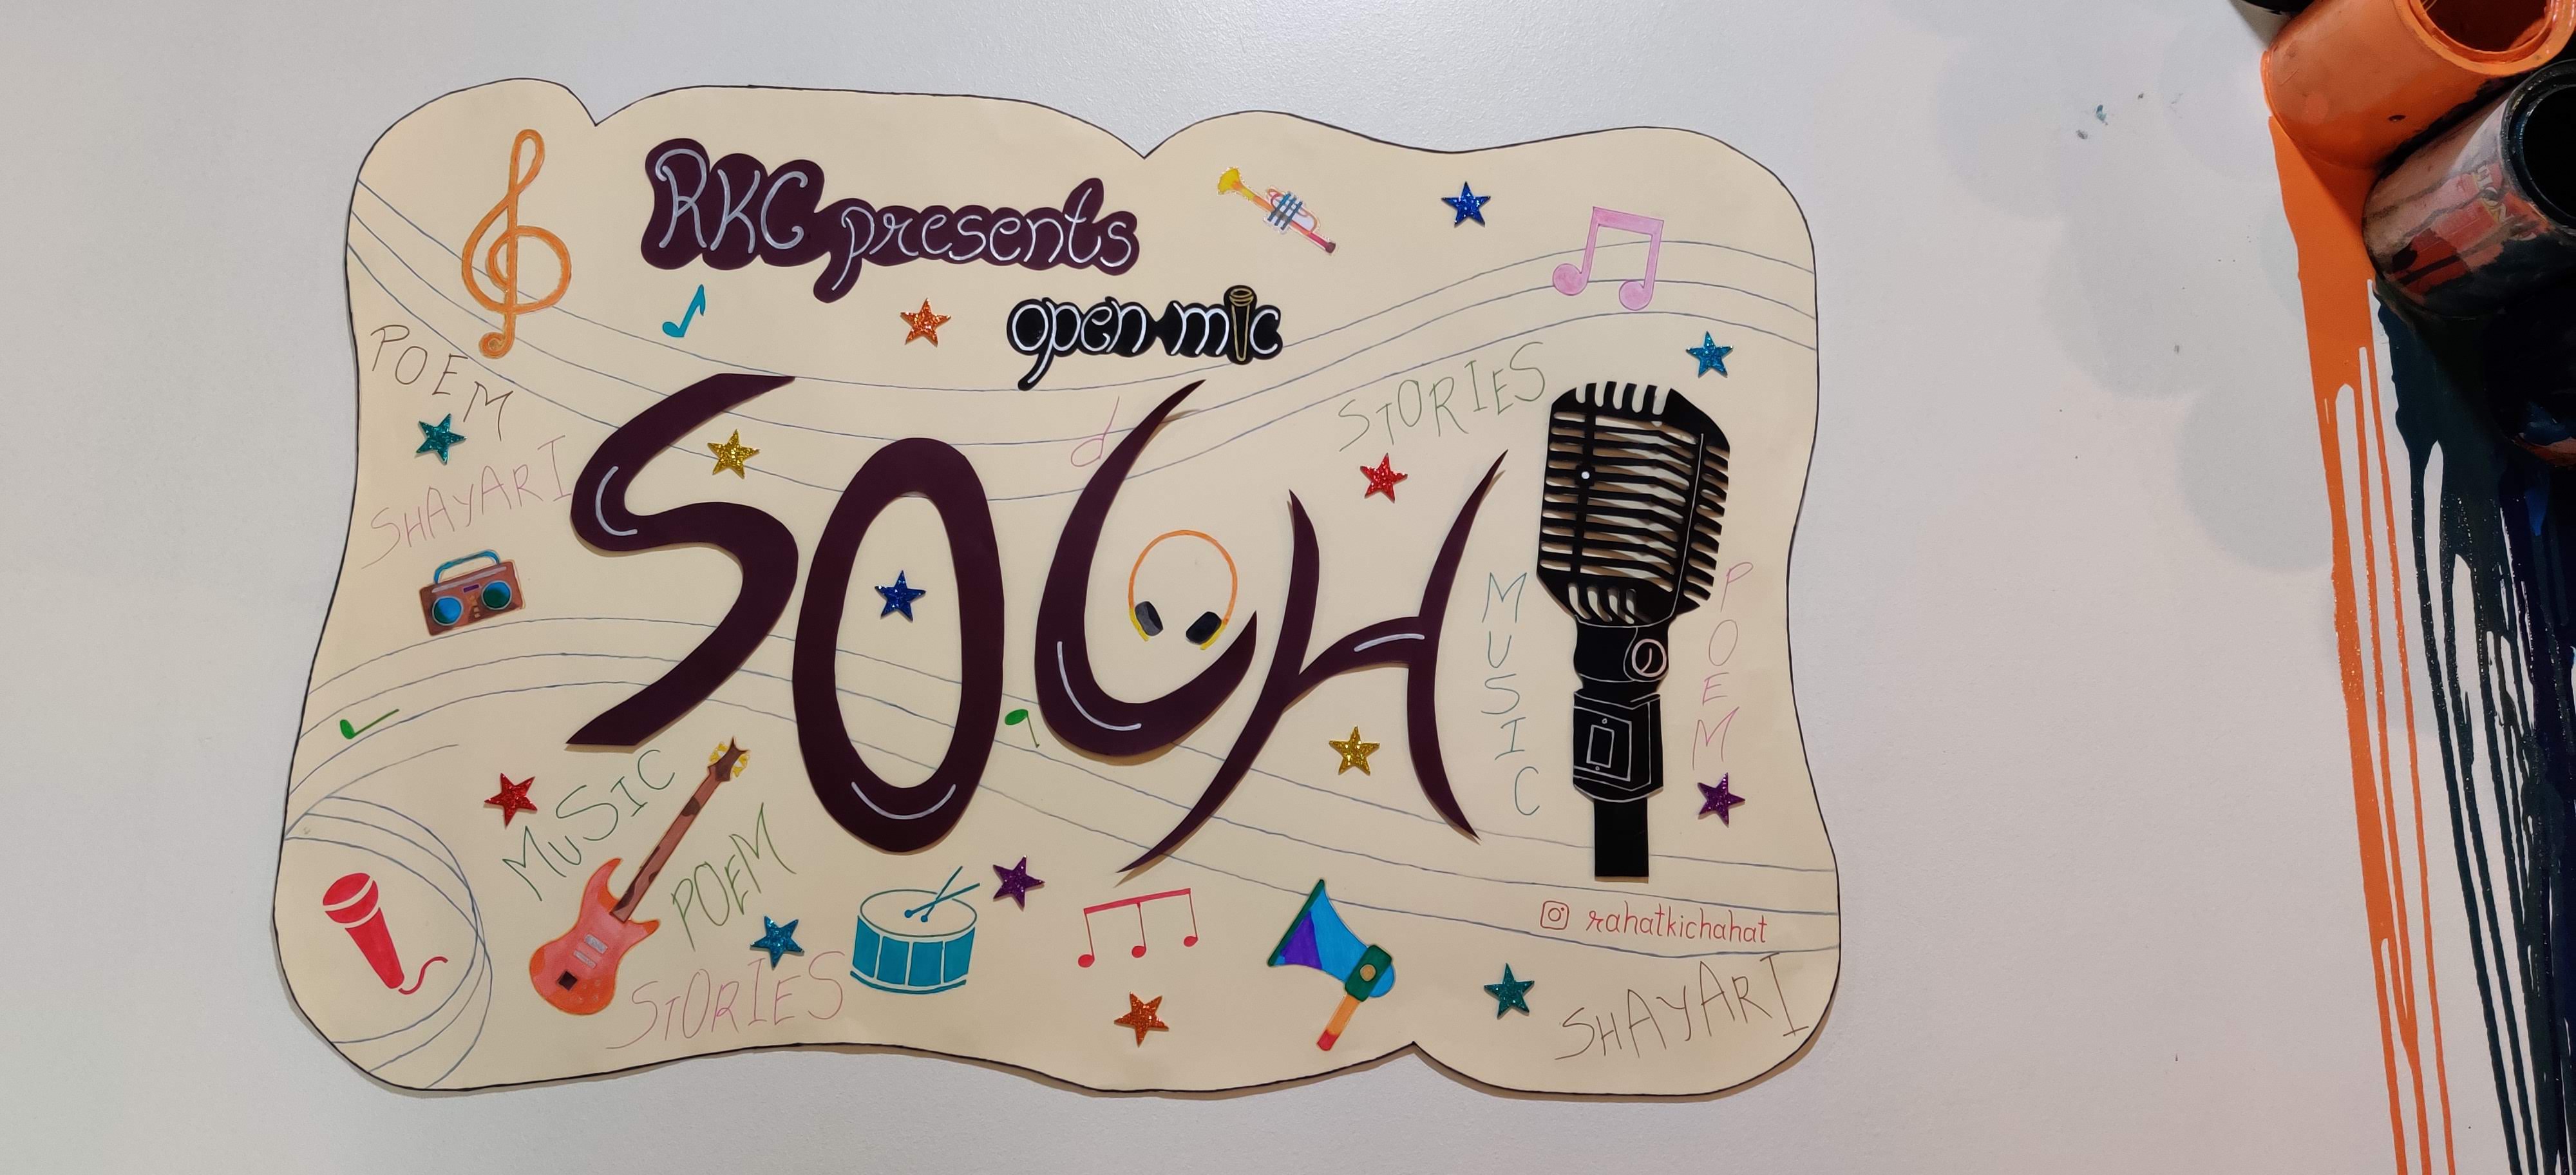 RKC presents
open-mic
POEM
STORIES
SHAYARI
SOCH
MUSIC
POEM
MUSIC
POEM
STORIES
rahatkichahat
SHAYARI